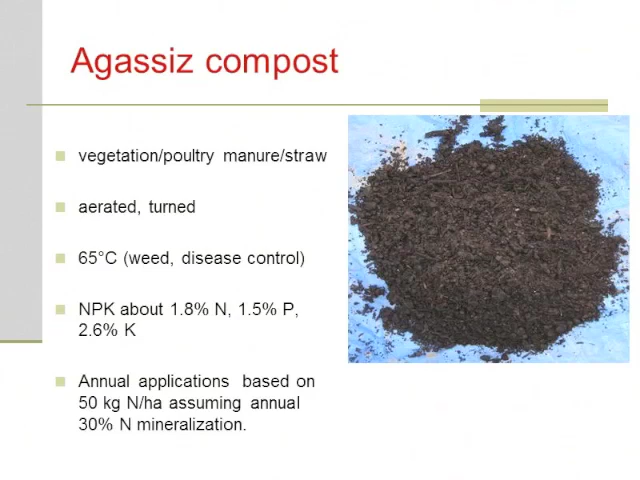 Agassiz compost
vegetation/poultry manure/straw
aerated, turned
65°C (weed, disease control)
NPK about 1.8% N, 1.5% P,
2.6% K
Annual applications based on
50 kg N/ha assuming annual
30% N mineralization.